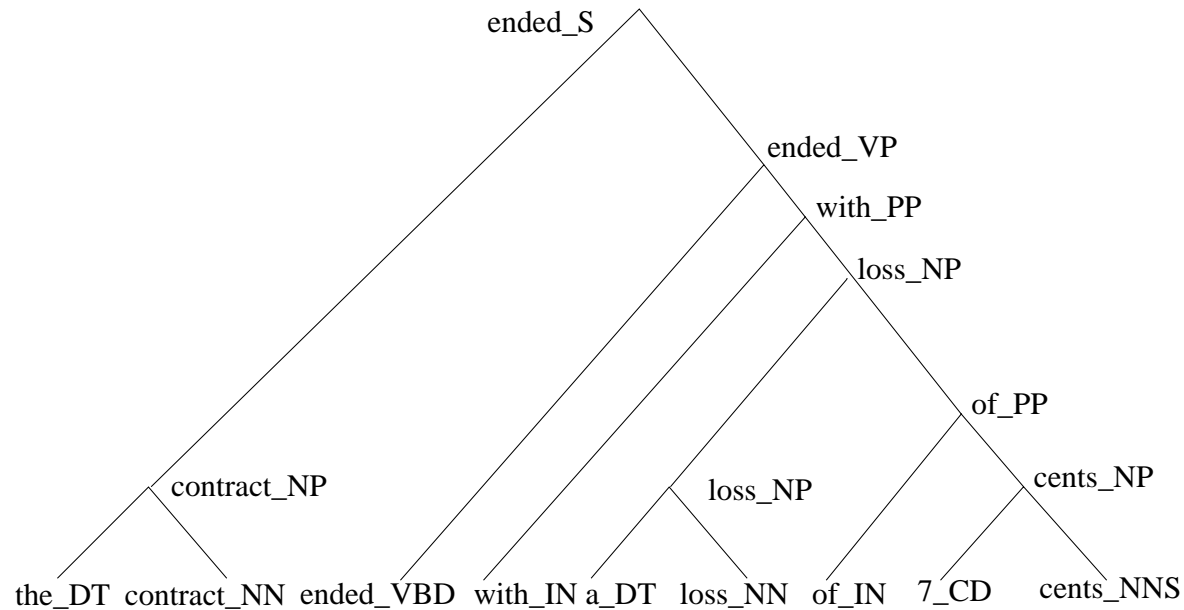 ended_S
ended_VP
with_PP
loss_NP
of_PP
contract_NP loss_NP cents_NP
the_DT contract_NN ended_VBD with_IN a_DT loss_NN of_IN 7_CD cents_NNS